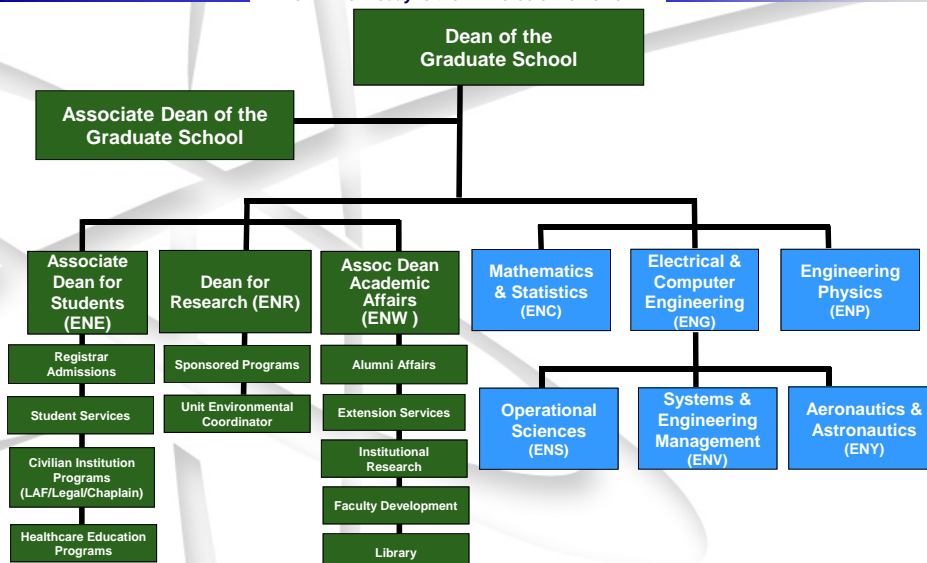 Dean of the
Graduate School
Associate Dean of the
Graduate School
Associate
Dean for
Students
(ENE)
Registrar
Admissions
Student Services
Civilian Institution
Programs
(LAF/Legal/Chaplain)
Healthcare Education
Programs
Dean for
Research (ENR)
Sponsored Programs
Unit Environmental
Coordinator
Assoc Dean
Academic
Affairs
(ENW )
Alumni Affairs
Extension Services
Institutional
Research
Faculty Development
Library
Mathematics
& Statistics
(ENC)
Electrical &
Computer
Engineering
(ENG)
Engineering
Physics
(ENP)
Operational
Sciences
(ENS)
Systems &
Engineering
Management
(ENV)
Aeronautics &
Astronautics
(ENY)